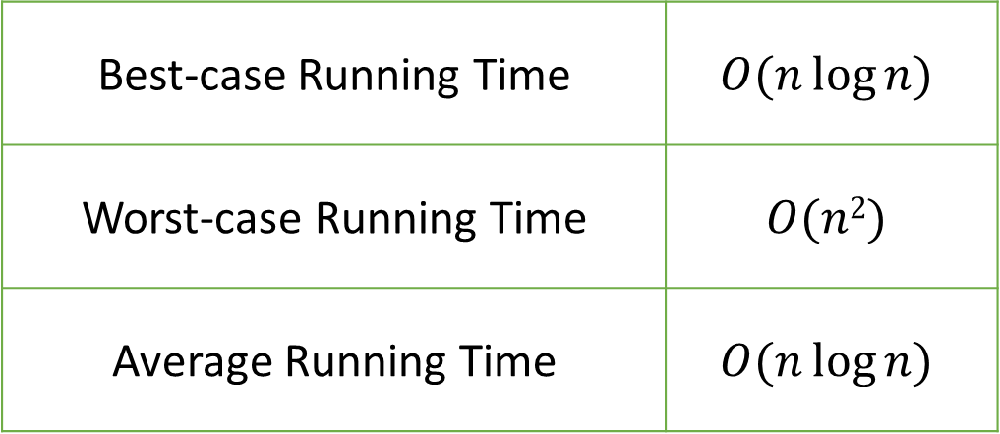 Best-case Running Time O(n log n)
Worst-case Running Time O(n²)
Average Running Time O(n log n)